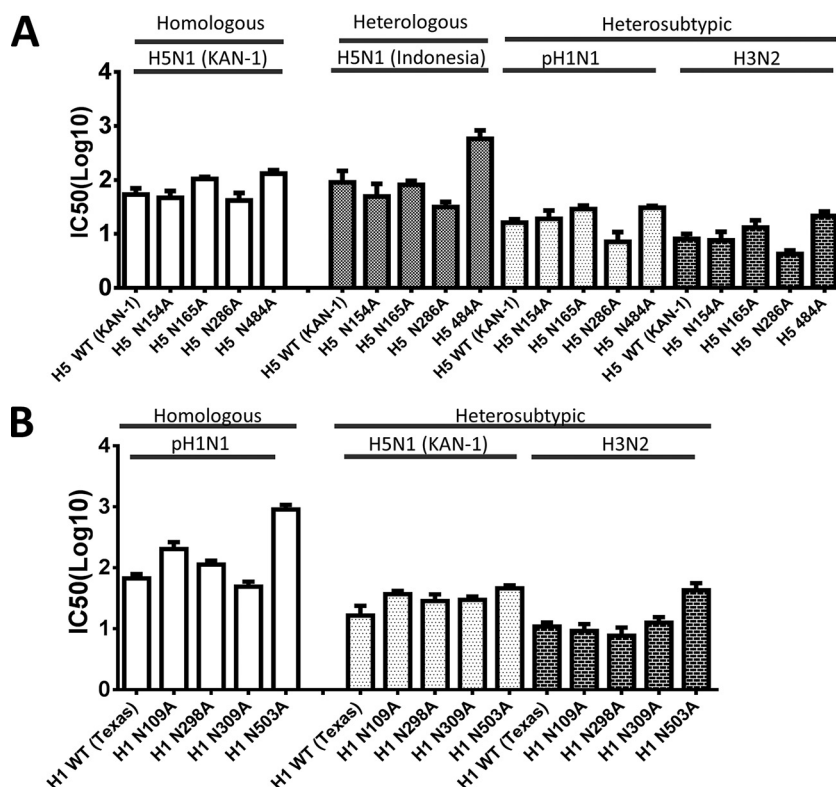 A
Homologous
Heterologous
Heterosubtypic
H5N1 (KAN-1)
H5N1 (Indonesia)
pH1N1
H3N2
IC50(Log10)
4
3
2
1
0
H5 WT (KAN-1)
H5 N154A
H5 N165A
H5 N286A
H5 N484A
H5 WT (KAN-1)
H5 N154A
H5 N165A
H5 N286A
H5 484A
H5 WT (KAN-1)
H5 N154A
H5 N165A
H5 N286A
H5 N484A
H5 WT (KAN-1)
H5 N154A
H5 N165A
H5 N286A
H5 484A
B
Homologous
Heterosubtypic
pH1N1
H5N1 (KAN-1)
H3N2
IC50(Log10)
4
3
2
1
0
H1 WT (Texas)
H1 N109A
H1 N298A
H1 N309A
H1 N503A
H1 WT (Texas)
H1 N109A
H1 N298A
H1 N309A
H1 N503A
H1 WT (Texas)
H1 N109A
H1 N298A
H1 N309A
H1 N503A